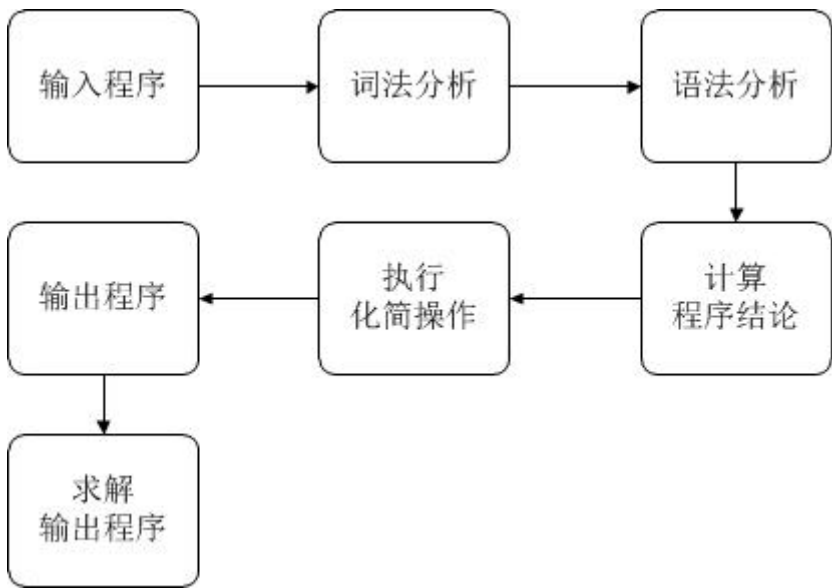 输入程序
词法分析
语法分析
计算
程序结论
执行
化简操作
输出程序
求解
输出程序